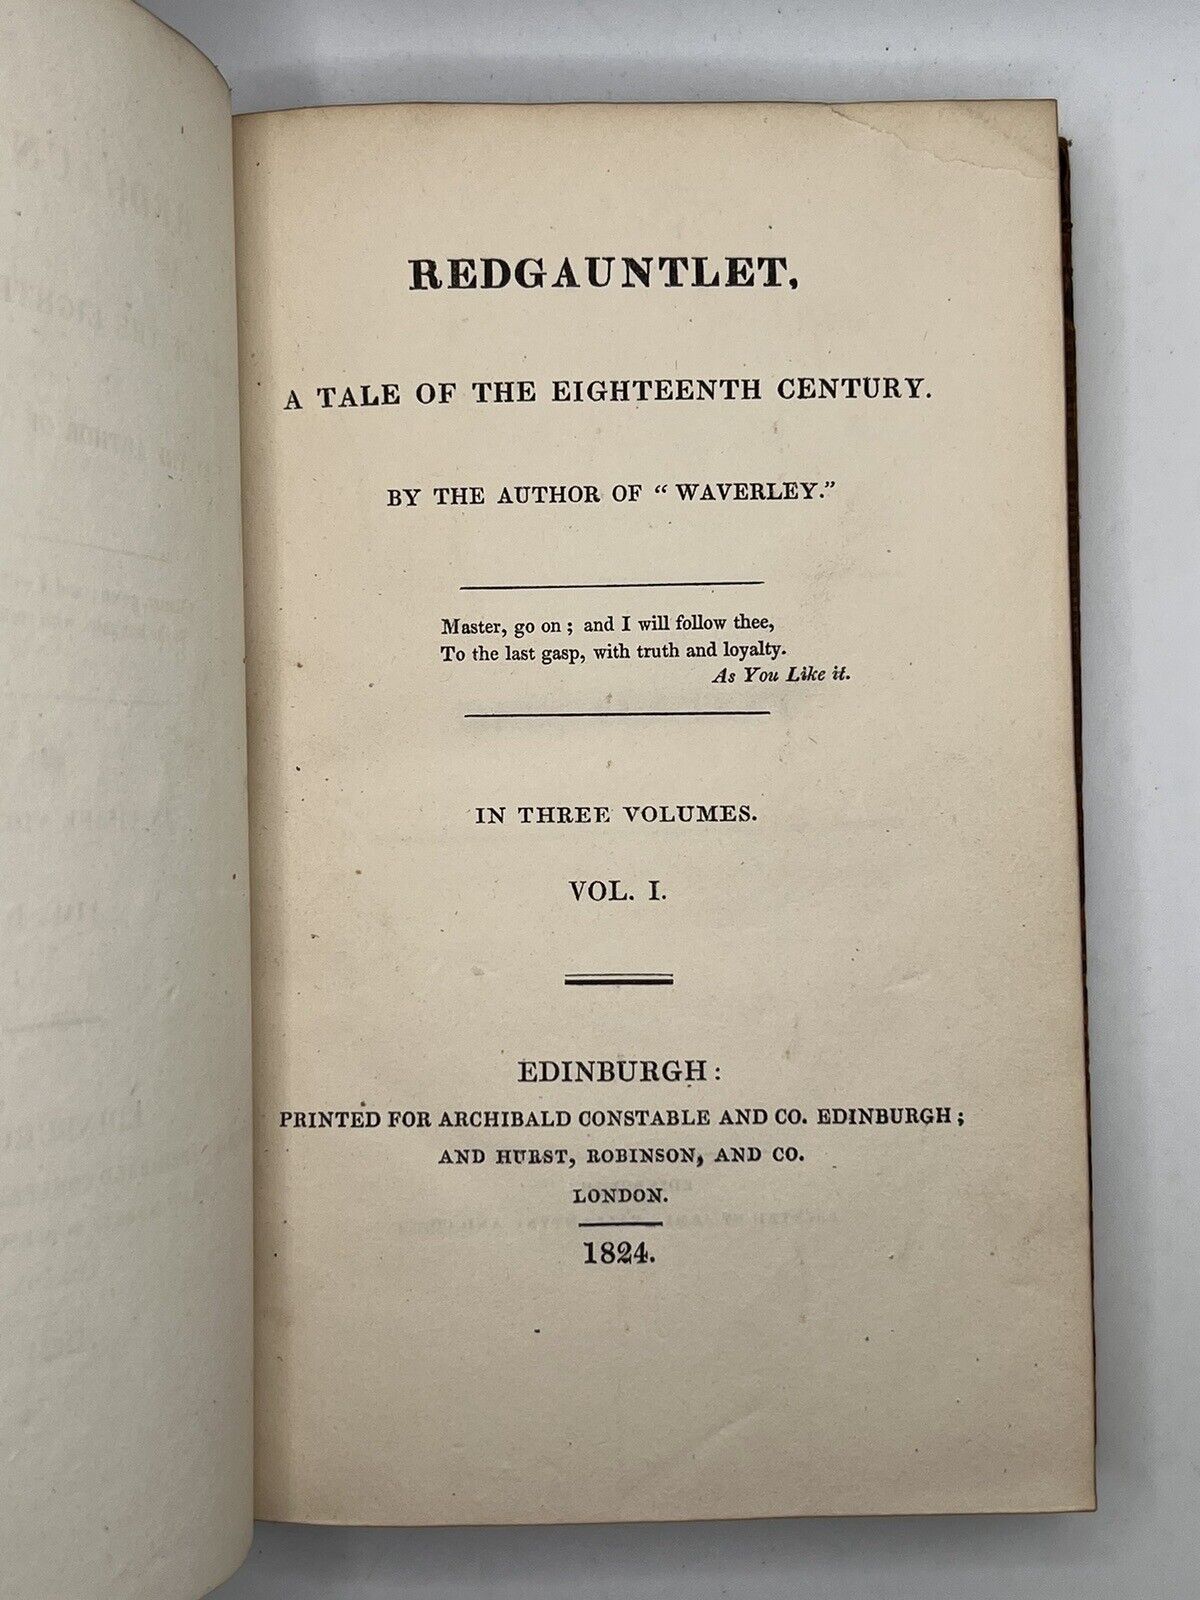 REDGAUNTLET,
A TALE OF THE EIGHTEENTH CENTURY.
BY THE AUTHOR OF “ WAVERLEY.”
Master, go on ; and I will follow thee,
To the last gasp, with truth and loyalty.
As You Like it.
IN THREE VOLUMES.
VOL. I.
EDINBURGH:
PRINTED FOR ARCHIBALD CONSTABLE AND CO. EDINBURGH;
AND HURST, ROBINSON, AND CO.
LONDON.
1824.